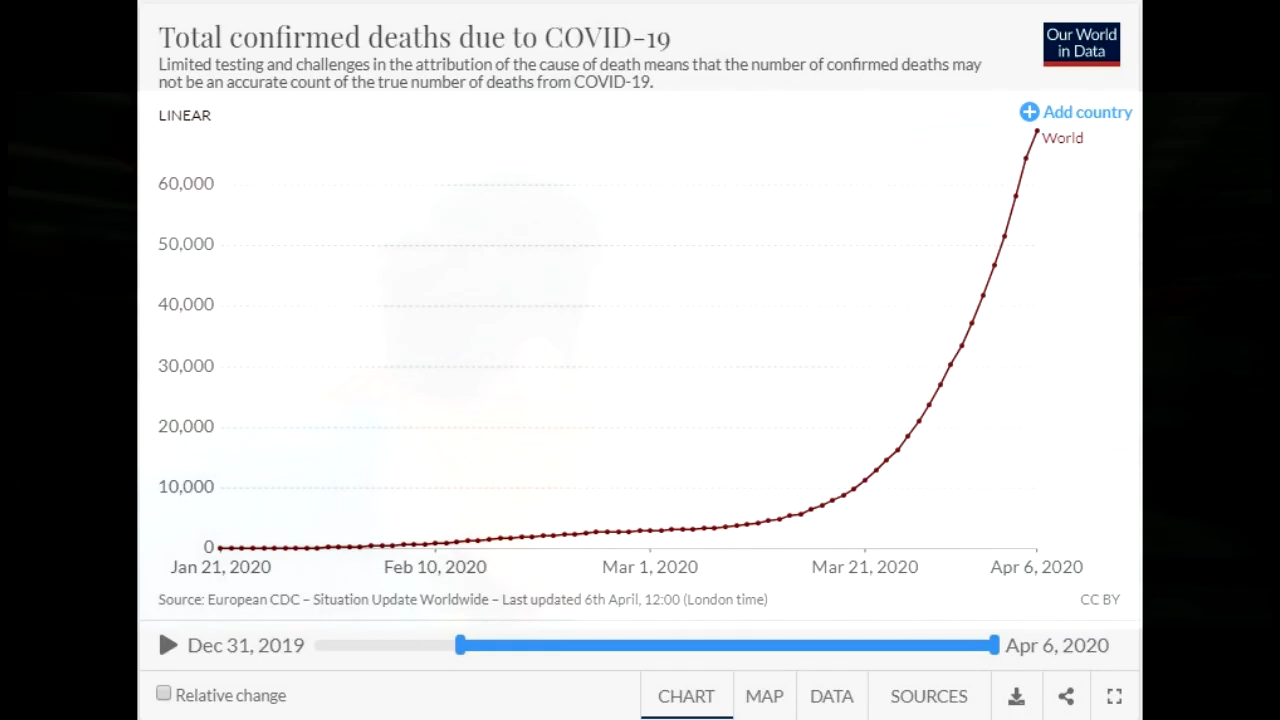 Total confirmed deaths due to COVID-19
Our World
in Data
Limited testing and challenges in the attribution of the cause of death means that the number of confirmed deaths may
not be an accurate count of the true number of deaths from COVID-19.
LINEAR
Add country
World
60,000
50,000
40,000
30,000
20,000
10,000
0
Jan 21, 2020 Feb 10, 2020 Mar 1, 2020 Mar 21, 2020 Apr 6, 2020
Source: European CDC – Situation Update Worldwide – Last updated 6th April, 12:00 (London time) CC BY
Dec 31, 2019 Apr 6, 2020
Relative change CHART MAP DATA SOURCES